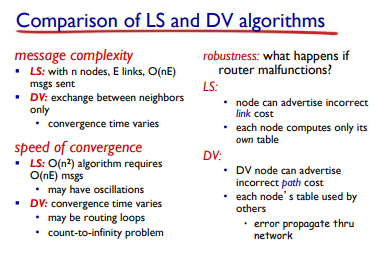 Comparison of LS and DV algorithms
message complexity
▪ LS: with n nodes, E links, O(nE)
msgs sent
▪ DV: exchange between neighbors
only
• convergence time varies
speed of convergence
▪ LS: O(n²) algorithm requires
O(nE) msgs
• may have oscillations
▪ DV: convergence time varies
• may be routing loops
• count-to-infinity problem
robustness: what happens if
router malfunctions?
LS:
• node can advertise incorrect
link cost
• each node computes only its
own table
DV:
• DV node can advertise
incorrect path cost
• each node's table used by
others
• error propagate thru
network